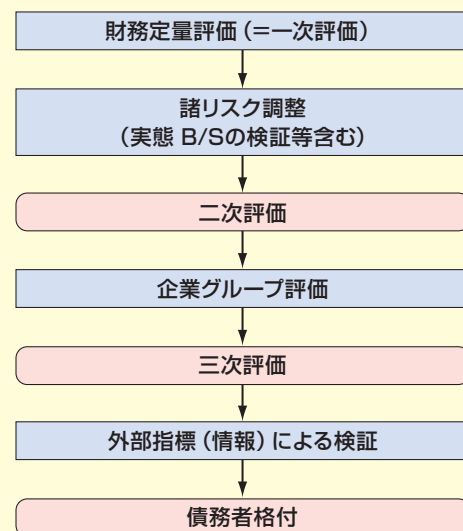 財務定量評価（=一次評価）
諸リスク調整
（実態 B/Sの検証等含む）
二次評価
企業グループ評価
三次評価
外部指標（情報）による検証
債務者格付